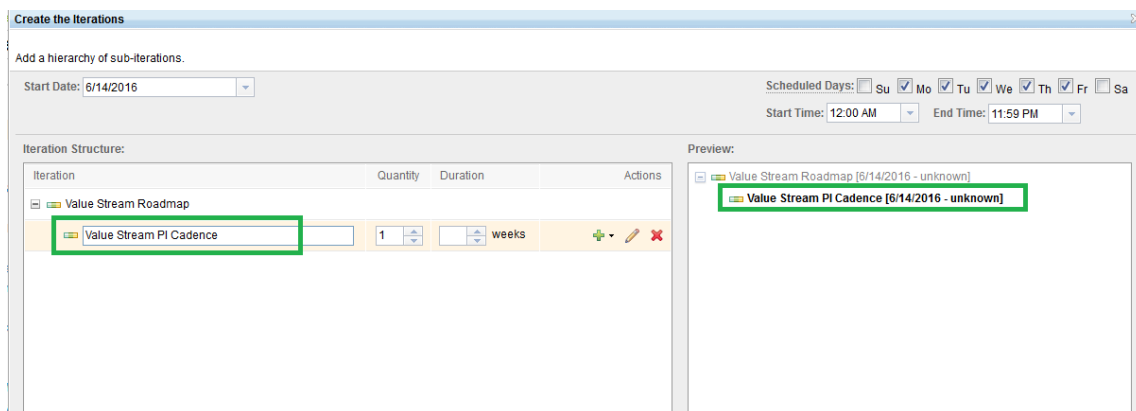 Create the Iterations
Add a hierarchy of sub-iterations.
Start Date: 6/14/2016
Scheduled Days: Su Mo Tu We Th Fr Sa
Start Time: 12:00 AM End Time: 11:59 PM
Iteration Structure:
Preview:
Iteration Quantity Duration Actions
Value Stream Roadmap [6/14/2016 - unknown]
Value Stream Roadmap
Value Stream PI Cadence [6/14/2016 - unknown]
Value Stream PI Cadence 1 weeks